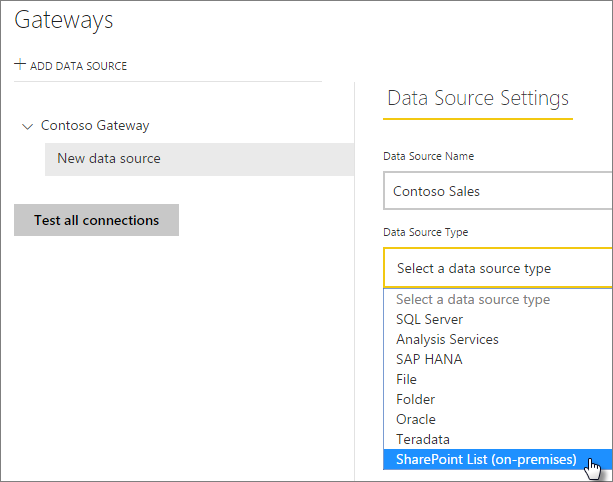 Gateways
+ ADD DATA SOURCE
Contoso Gateway
New data source
Test all connections
Data Source Settings
Data Source Name
Contoso Sales
Data Source Type
Select a data source type
Select a data source type
SQL Server
Analysis Services
SAP HANA
File
Folder
Oracle
Teradata
SharePoint List (on-premises)